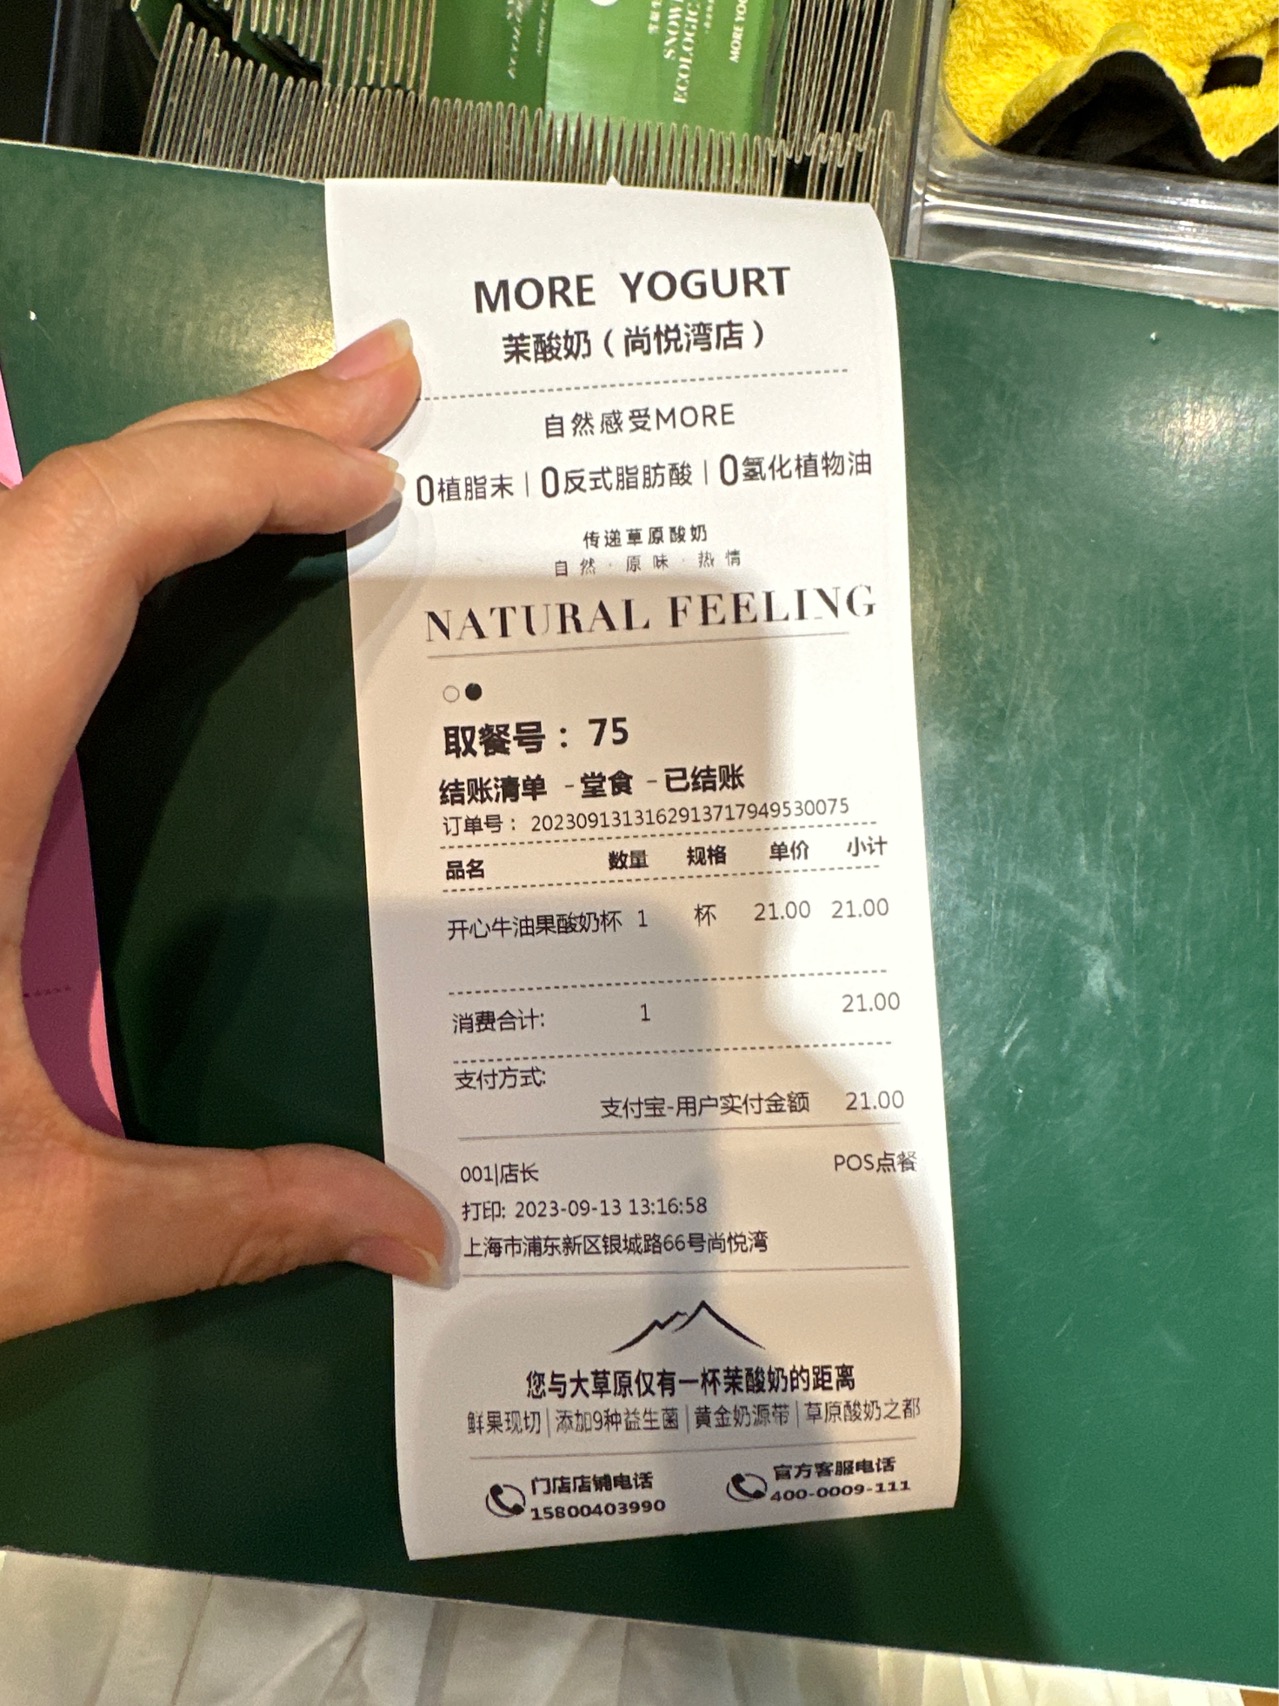 SNOW
ECOLOGIC
MORE YOG
MORE YOGURT
茉酸奶（尚悦湾店）
自然感受MORE
0植脂末|0反式脂肪酸|0氢化植物油
传递草原酸奶
自然·原味·热情
NATURAL FEELING
取餐号：75
结账清单 -堂食 -已结账
订单号：2023091313162913717949530075
品名 数量 规格 单价 小计
开心牛油果酸奶杯 1 杯 21.00 21.00
消费合计: 1 21.00
支付方式:
支付宝-用户实付金额 21.00
001|店长 POS点餐
打印: 2023-09-13 13:16:58
上海市浦东新区银城路66号尚悦湾
您与大草原仅有一杯茉酸奶的距离
鲜果现切|添加9种益生菌|黄金奶源带|草原酸奶之都
门店店铺电话 官方客服电话
15800403990 400-0009-111